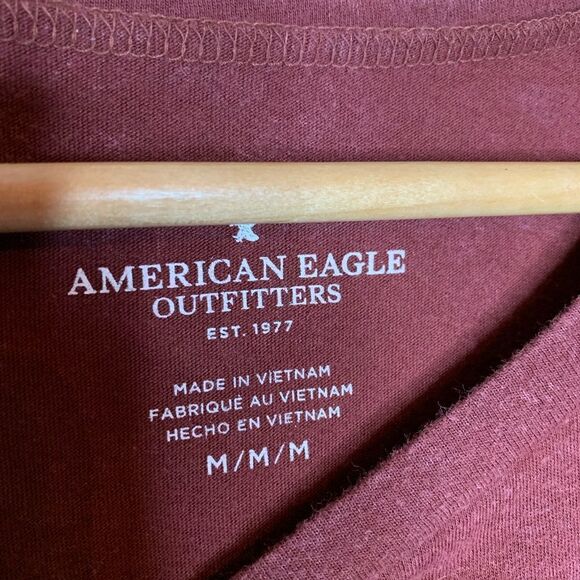 AMERICAN EAGLE
OUTFITTERS
EST. 1977
MADE IN VIETNAM
FABRIQUÉ AU VIETNAM
HECHO EN VIETNAM
M/M/M